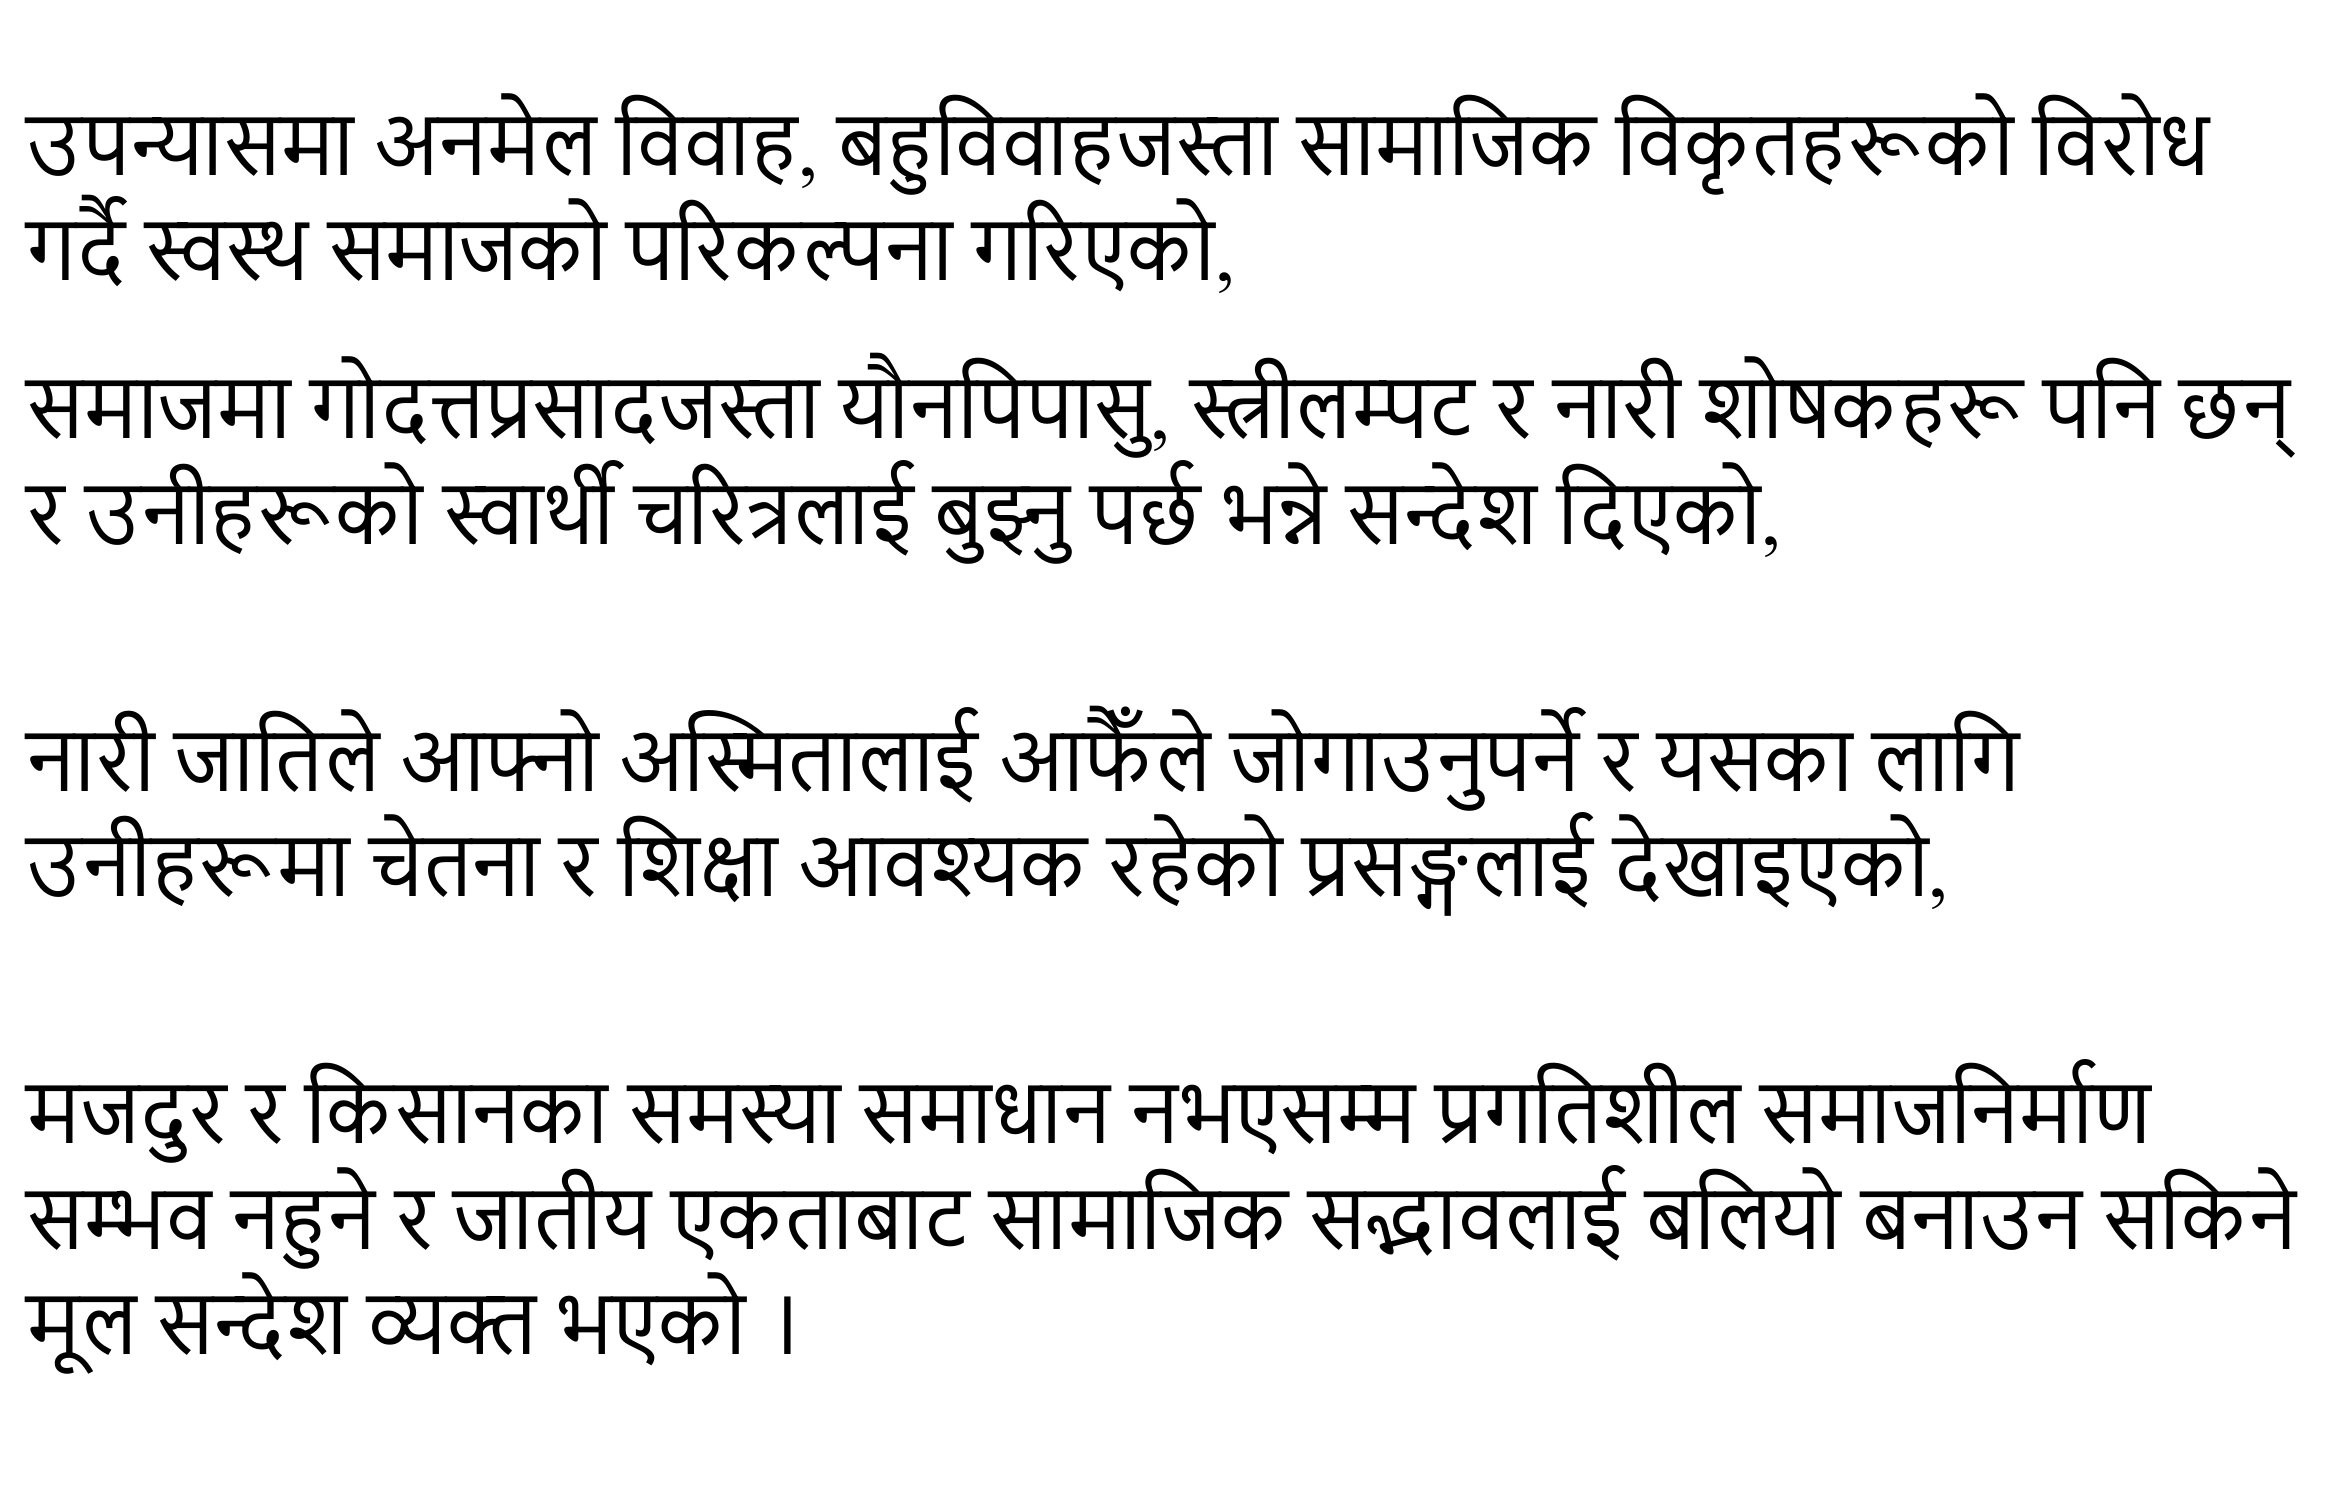 उपन्यासमा अनमेल विवाह, बहुविवाहजस्ता सामाजिक विकृतहरूको विरोध
गर्दै स्वस्थ समाजको परिकल्पना गरिएको,
समाजमा गोदत्तप्रसादजस्ता यौनपिपासु, स्त्रीलम्पट र नारी शोषकहरू पनि छन्
र उनीहरूको स्वार्थी चरित्रलाई बुझ्नु पर्छ भन्ने सन्देश दिएको,
नारी जातिले आफ्नो अस्मितालाई आफैँले जोगाउनुपर्ने र यसका लागि
उनीहरूमा चेतना र शिक्षा आवश्यक रहेको प्रसङ्गलाई देखाइएको,
मजदुर र किसानका समस्या समाधान नभएसम्म प्रगतिशील समाजनिर्माण
सम्भव नहुने र जातीय एकताबाट सामाजिक सद्भावलाई बलियो बनाउन सकिने
मूल सन्देश व्यक्त भएको ।